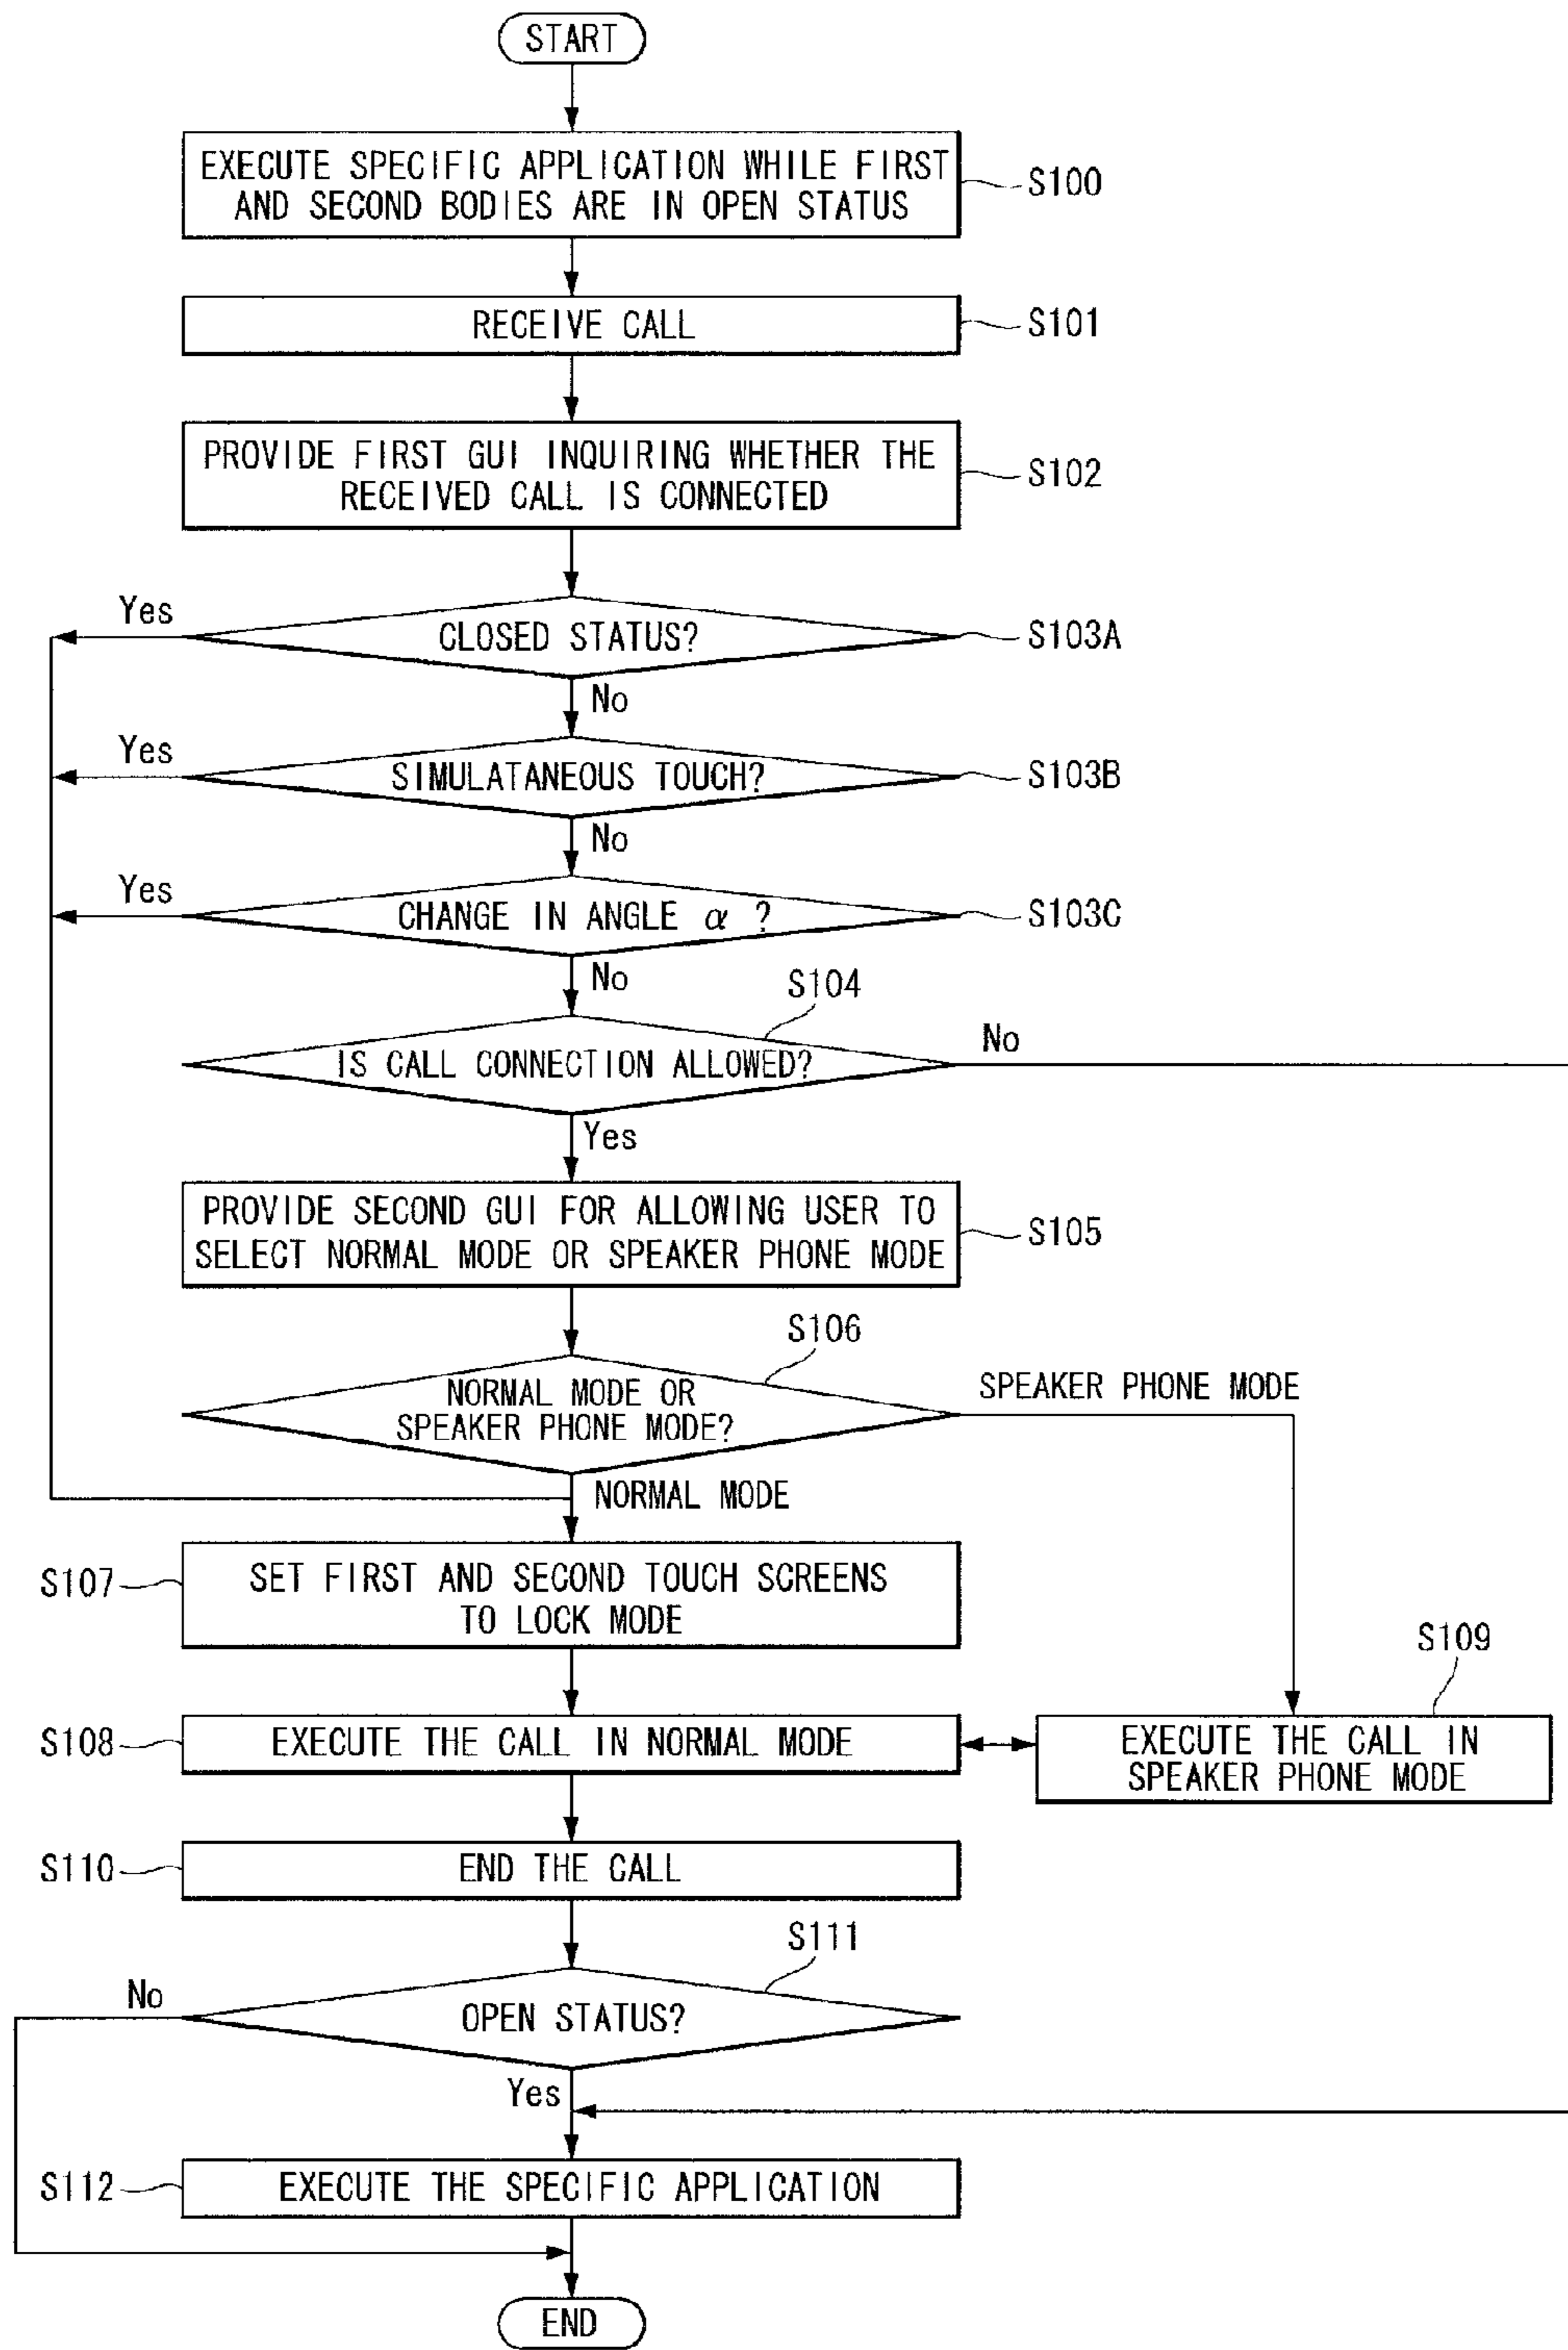 START
EXECUTE SPECIFIC APPLICATION WHILE FIRST
AND SECOND BODIES ARE IN OPEN STATUS
S100
RECEIVE CALL
S101
PROVIDE FIRST GUI INQUIRING WHETHER THE
RECEIVED CALL IS CONNECTED
S102
Yes
CLOSED STATUS?
S103A
No
Yes
SIMULATANEOUS TOUCH?
S103B
No
Yes
CHANGE IN ANGLE α ?
S103C
No
S104
IS CALL CONNECTION ALLOWED?
No
Yes
PROVIDE SECOND GUI FOR ALLOWING USER TO
SELECT NORMAL MODE OR SPEAKER PHONE MODE
S105
S106
NORMAL MODE OR
SPEAKER PHONE MODE?
SPEAKER PHONE MODE
NORMAL MODE
S107
SET FIRST AND SECOND TOUCH SCREENS
TO LOCK MODE
S109
S108
EXECUTE THE CALL IN NORMAL MODE
EXECUTE THE CALL IN
SPEAKER PHONE MODE
S110
END THE CALL
S111
No
OPEN STATUS?
Yes
S112
EXECUTE THE SPECIFIC APPLICATION
END